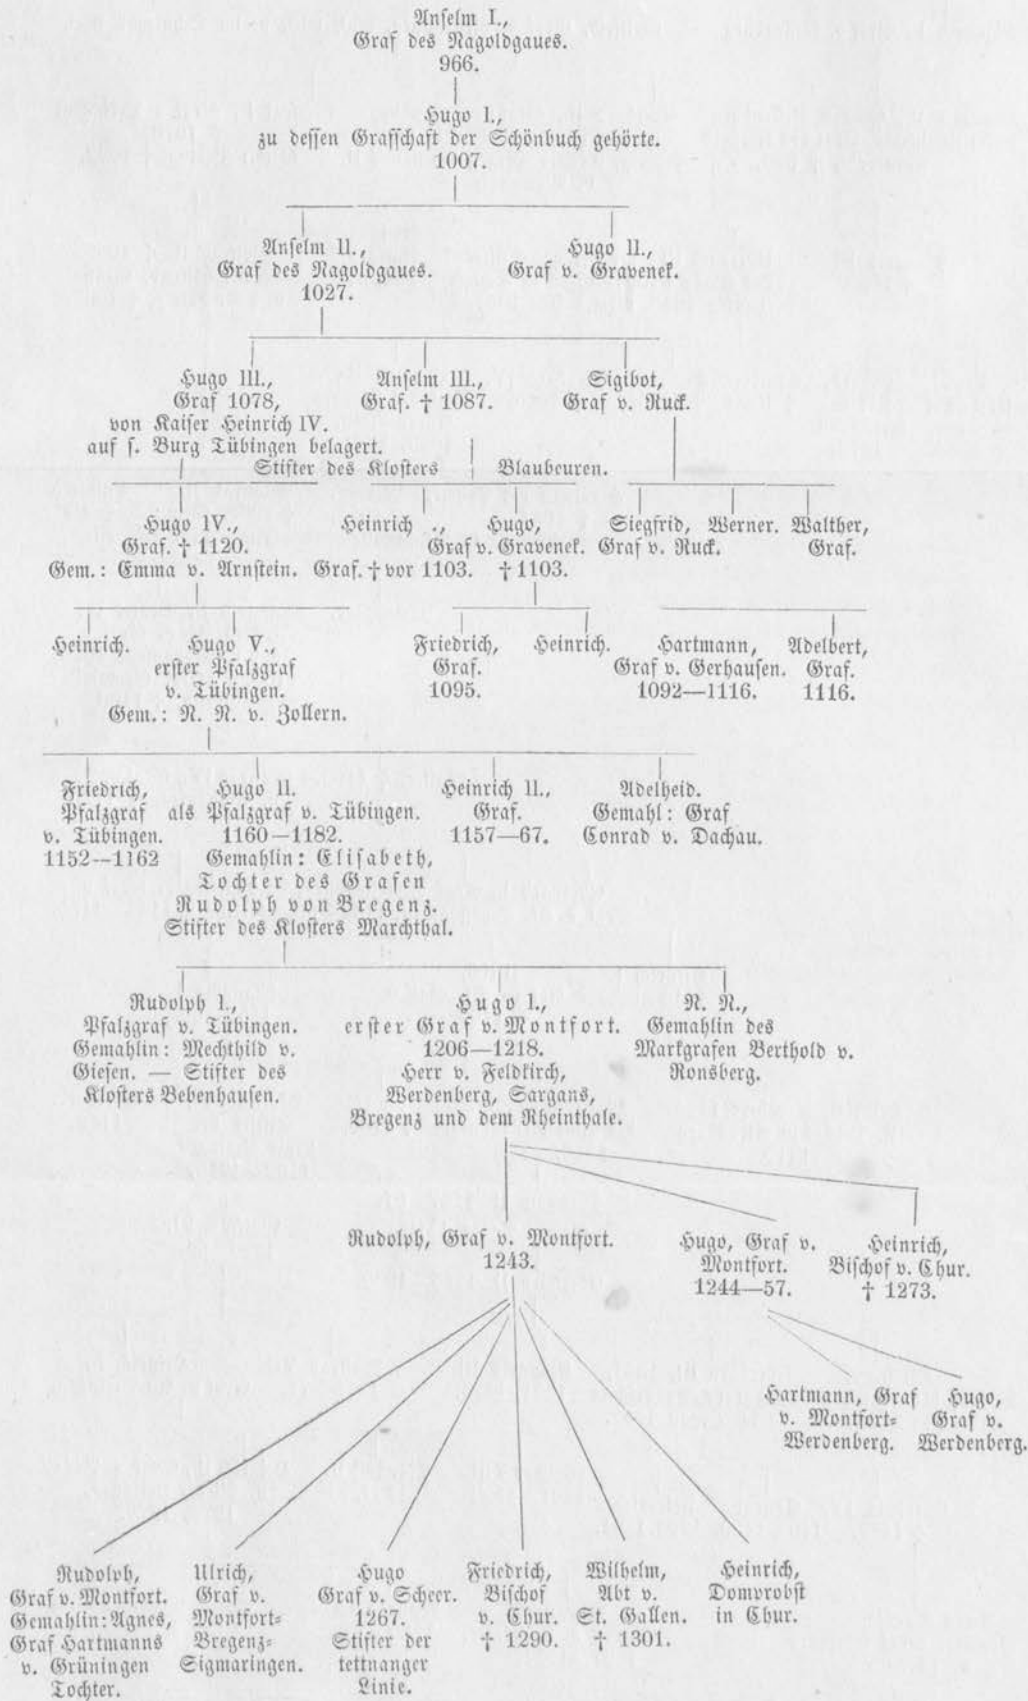 Anselm I.,
Graf des Nagoldgaues.
966.
Hugo I.,
zu dessen Grafschaft der Schönbuch gehörte.
1007.
Anselm II.,
Graf des Nagoldgaues.
1027.
Hugo II.,
Graf v. Gravenek.
Hugo III.,
Graf 1078,
von Kaiser Heinrich IV.
auf s. Burg Tübingen belagert.
Anselm III.,
Graf. † 1087.
Sigibot,
Graf v. Ruck.
Stifter des Klosters Blaubeuren.
Hugo IV.,
Graf. † 1120.
Gem.: Emma v. Arnstein.
Heinrich .,
Graf. † vor 1103.
Hugo,
Graf v. Gravenek.
† 1103.
Siegfrid,
Graf v. Ruck.
Werner.
Walther,
Graf.
Heinrich.
Hugo V.,
erster Pfalzgraf
v. Tübingen.
Gem.: N. N. v. Zollern.
Friedrich,
Graf.
1095.
Heinrich.
Hartmann,
Graf v. Gerhausen.
1092—1116.
Adelbert,
Graf.
1116.
Friedrich,
Pfalzgraf
v. Tübingen.
1152—1162
Hugo II.
als Pfalzgraf v. Tübingen.
1160—1182.
Gemahlin: Elisabeth,
Tochter des Grafen
Rudolph von Bregenz.
Stifter des Klosters Marchthal.
Heinrich II.,
Graf.
1157—67.
Adelheid.
Gemahl: Graf
Conrad v. Dachau.
Rudolph I.,
Pfalzgraf v. Tübingen.
Gemahlin: Mechthild v.
Giesen. — Stifter des
Klosters Bebenhausen.
Hugo I.,
erster Graf v. Montfort.
1206—1218.
Herr v. Feldkirch,
Werdenberg, Sargans,
Bregenz und dem Rheinthale.
N. N.,
Gemahlin des
Markgrafen Berthold v.
Ronsberg.
Rudolph, Graf v. Montfort.
1243.
Hugo, Graf v.
Montfort.
1244—57.
Heinrich,
Bischof v. Chur.
† 1273.
Hartmann, Graf
v. Montfort-
Werdenberg.
Hugo,
Graf v.
Werdenberg.
Rudolph,
Graf v. Montfort.
Gemahlin: Agnes,
Graf Hartmanns
v. Grüningen
Tochter.
Ulrich,
Graf v.
Montfort-
Bregenz-
Sigmaringen.
Hugo
Graf v. Scheer.
1267.
Stifter der
tettnanger
Linie.
Friedrich,
Bischof
v. Chur.
† 1290.
Wilhelm,
Abt v.
St. Gallen.
† 1301.
Heinrich,
Domprobst
in Chur.